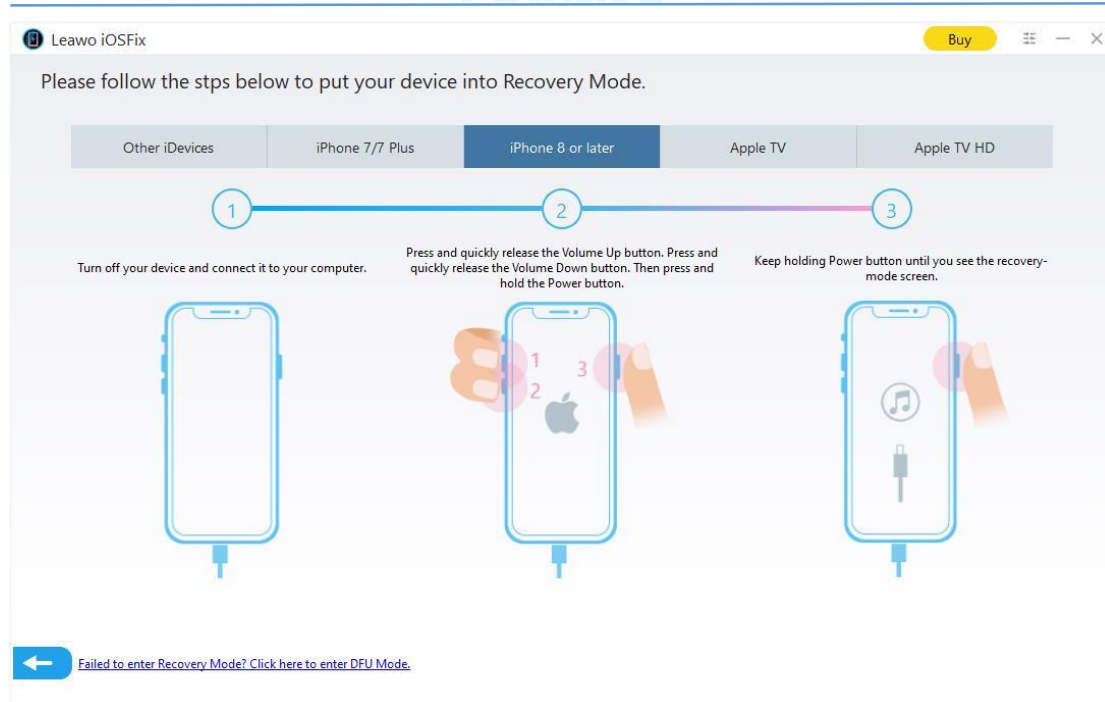 Leawo iOSFix
Buy
Please follow the stps below to put your device into Recovery Mode.
Other iDevices
iPhone 7/7 Plus
iPhone 8 or later
Apple TV
Apple TV HD
1
2
3
Turn off your device and connect it to your computer.
Press and quickly release the Volume Up button. Press and
quickly release the Volume Down button. Then press and
hold the Power button.
Keep holding Power button until you see the recovery-
mode screen.
1
2
3
Failed to enter Recovery Mode? Click here to enter DFU Mode.